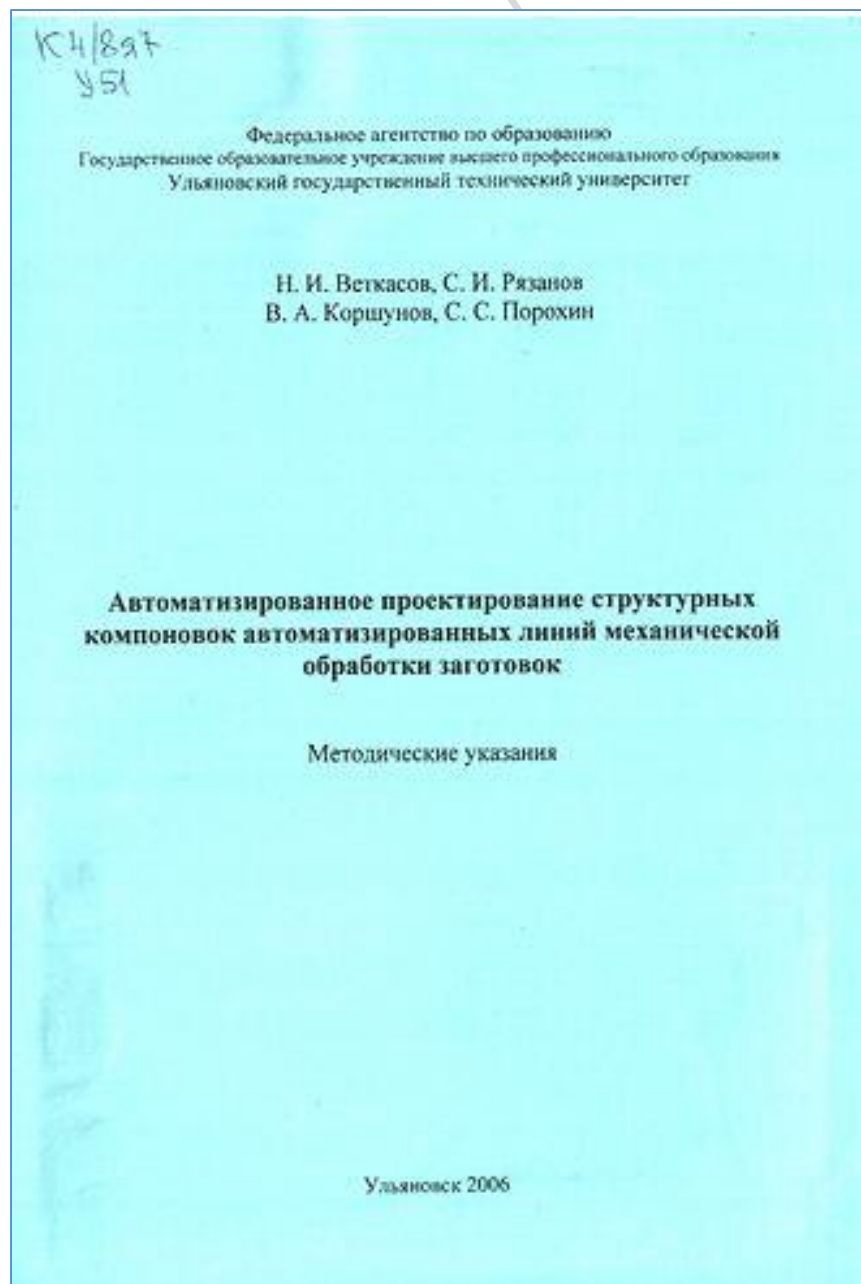 К4/8я7
У51
Федеральное агентство по образованию
Государственное образовательное учреждение высшего профессионального образования
Ульяновский государственный технический университет
Н. И. Веткасов, С. И. Рязанов
В. А. Коршунов, С. С. Порохин
Автоматизированное проектирование структурных
компоновок автоматизированных линий механической
обработки заготовок
Методические указания
Ульяновск 2006